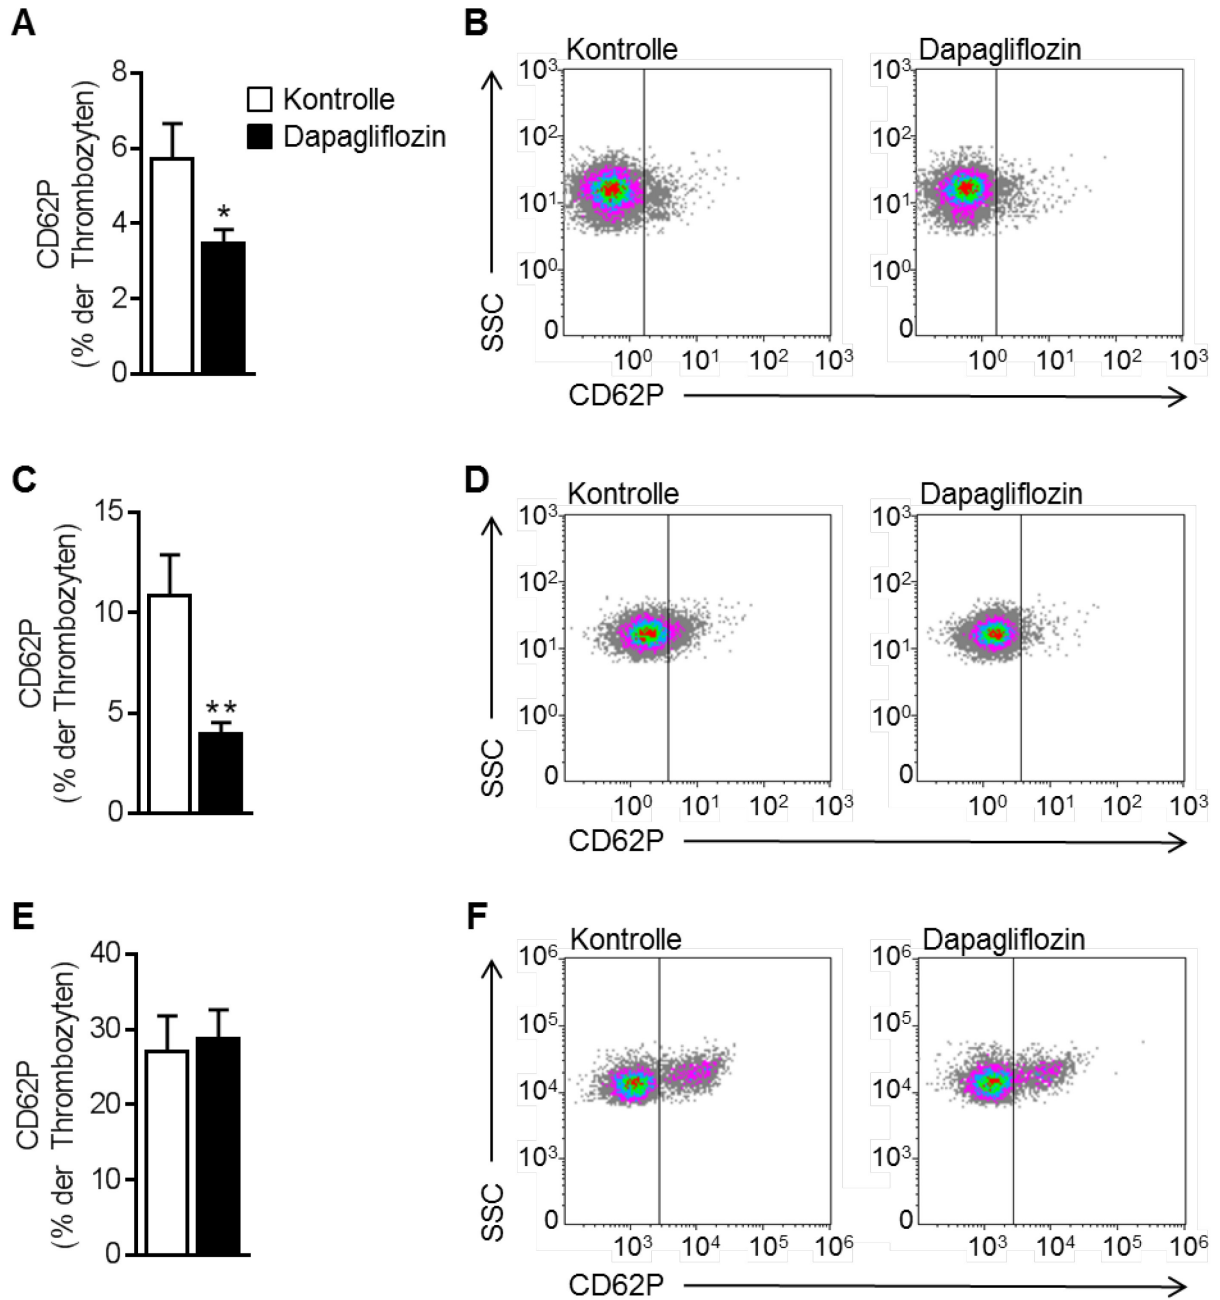 A
CD62P
(% der Thrombozyten)
8
6
4
2
0
*
Kontrolle
Dapagliflozin
B
Kontrolle
Dapagliflozin
SSC
10³
10²
10¹
10⁰
0
10⁰ 10¹ 10² 10³
10³
10²
10¹
10⁰
0
10⁰ 10¹ 10² 10³
CD62P
C
CD62P
(% der Thrombozyten)
15
10
5
0
**
D
Kontrolle
Dapagliflozin
SSC
10³
10²
10¹
10⁰
0
10⁰ 10¹ 10² 10³
10³
10²
10¹
10⁰
0
10⁰ 10¹ 10² 10³
CD62P
E
CD62P
(% der Thrombozyten)
40
30
20
10
0
F
Kontrolle
Dapagliflozin
SSC
10⁶
10⁵
10⁴
10³
0
10³ 10⁴ 10⁵ 10⁶
10⁶
10⁵
10⁴
10³
0
10³ 10⁴ 10⁵ 10⁶
CD62P